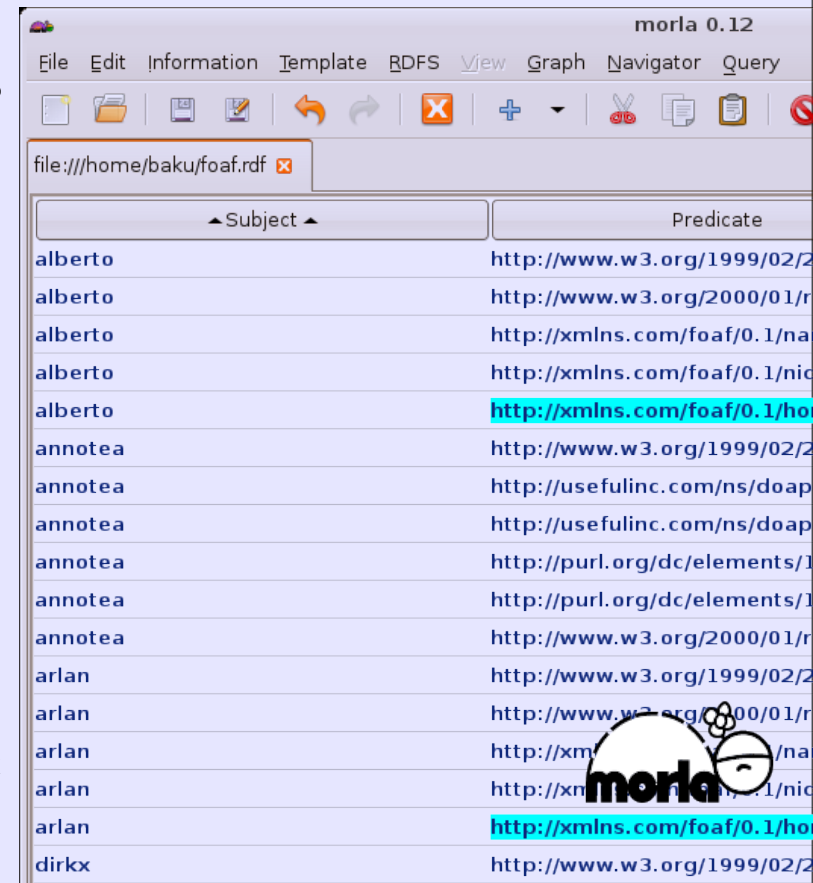 morla 0.12
File Edit Information Template RDFS View Graph Navigator Query
file:///home/baku/foaf.rdf
Subject Predicate
alberto http://www.w3.org/1999/02/2
alberto http://www.w3.org/2000/01/r
alberto http://xmlns.com/foaf/0.1/na
alberto http://xmlns.com/foaf/0.1/nic
alberto http://xmlns.com/foaf/0.1/ho
annotea http://www.w3.org/1999/02/2
annotea http://usefulinc.com/ns/doap
annotea http://usefulinc.com/ns/doap
annotea http://purl.org/dc/elements/1
annotea http://purl.org/dc/elements/1
annotea http://www.w3.org/2000/01/r
arlan http://www.w3.org/1999/02/2
arlan
arlan
morla
arlan
arlan http://xmlns.com/foaf/0.1/ho
dirkx http://www.w3.org/1999/02/2